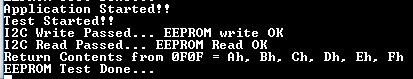 Application Started!!
Test Started!!
I2C Write Passed... EEPROM write OK
I2C Read Passed... EEPROM Read OK
Return Contents from 0F0F = Ah, Bh, Ch, Dh, Eh, Fh
EEPROM Test Done...